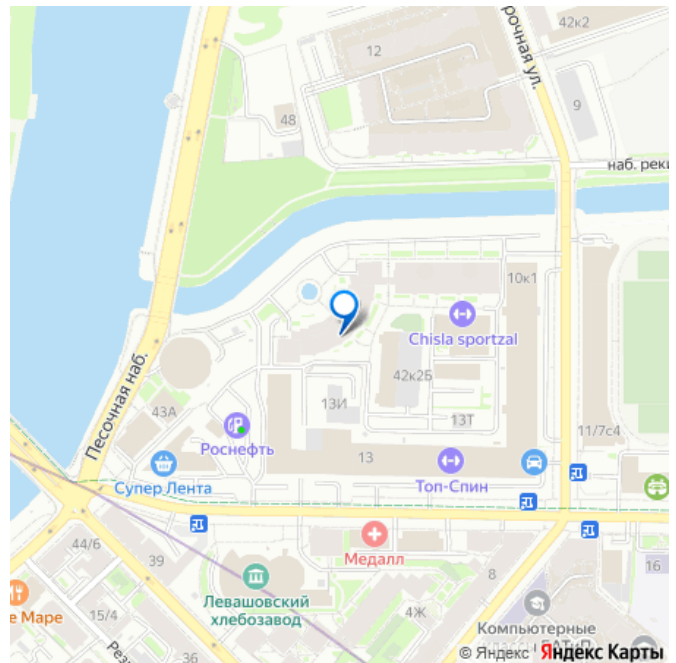 42к2
12
рочная ул.
9
48
наб. реки
10к1
Chisla sportzal
42к2Б
Песочная наб.
13И
13Т
43А
11/7с4
Роснефть
13
Супер Лента
Топ-Спин
44/6
39
Медалл
8
16
Левашовский
хлебозавод
е Маре
15/4
4Ж
Компьютерные
36
© Яндекс Яндекс Карты